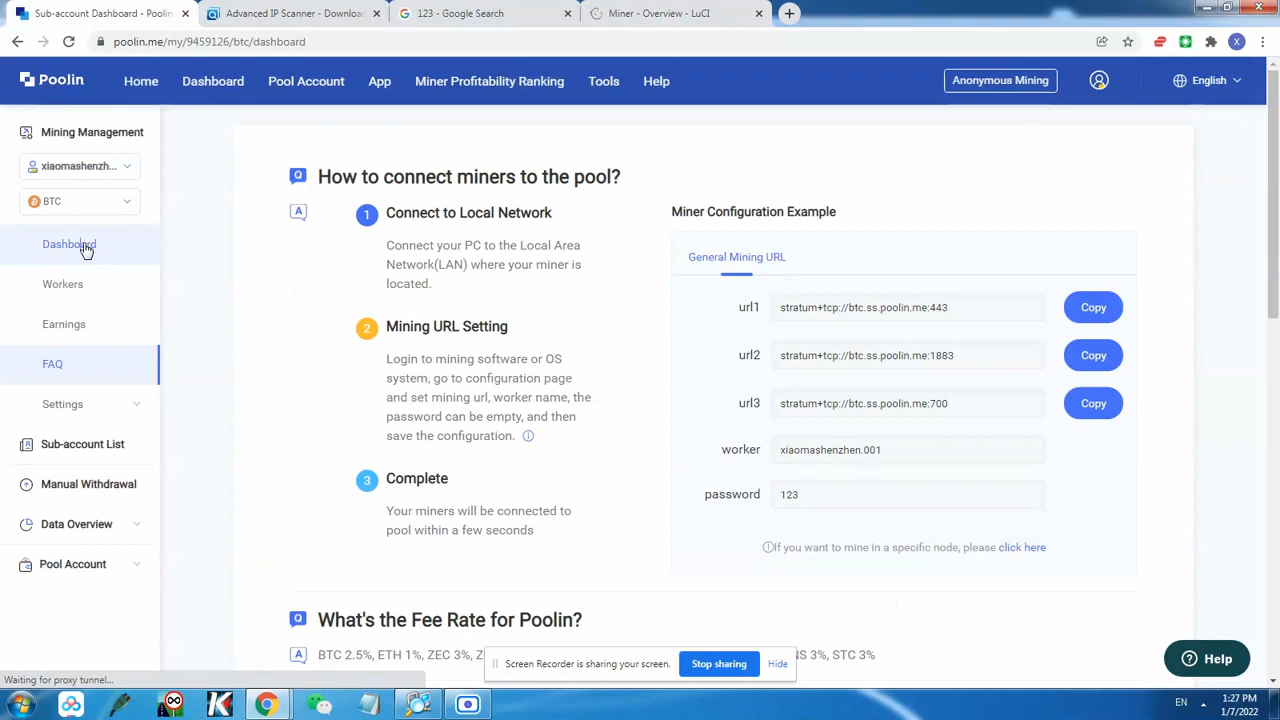 Sub-account Dashboard - Poolin
Advanced IP Scanner - Downloa
123 - Google Search
Miner - Overview - LuCI
poolin.me/my/9459126/btc/dashboard
X
Poolin
Home
Dashboard
Pool Account
App
Miner Profitability Ranking
Tools
Help
Anonymous Mining
English
Mining Management
xiaomashenzh...
BTC
Dashboard
Workers
Earnings
FAQ
Settings
Sub-account List
Manual Withdrawal
Data Overview
Pool Account
Q How to connect miners to the pool?
A
1 Connect to Local Network
Connect your PC to the Local Area
Network(LAN) where your miner is
located.
2 Mining URL Setting
Login to mining software or OS
system, go to configuration page
and set mining url, worker name, the
password can be empty, and then
save the configuration.
3 Complete
Your miners will be connected to
pool within a few seconds
Miner Configuration Example
General Mining URL
url1 stratum+tcp://btc.ss.poolin.me:443 Copy
url2 stratum+tcp://btc.ss.poolin.me:1883 Copy
url3 stratum+tcp://btc.ss.poolin.me:700 Copy
worker xiaomashenzhen.001
password 123
If you want to mine in a specific node, please click here
Q What's the Fee Rate for Poolin?
A BTC 2.5%, ETH 1%, ZEC 3%, Z
NS 3%, STC 3%
Screen Recorder is sharing your screen. Stop sharing Hide
Help
Waiting for proxy tunnel...
EN
1:27 PM
1/7/2022